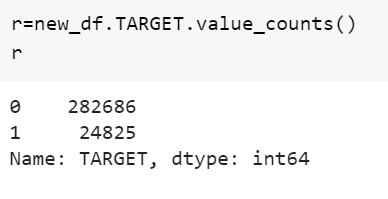 r=new_df.TARGET.value_counts()
r
0    282686
1     24825
Name: TARGET, dtype: int64